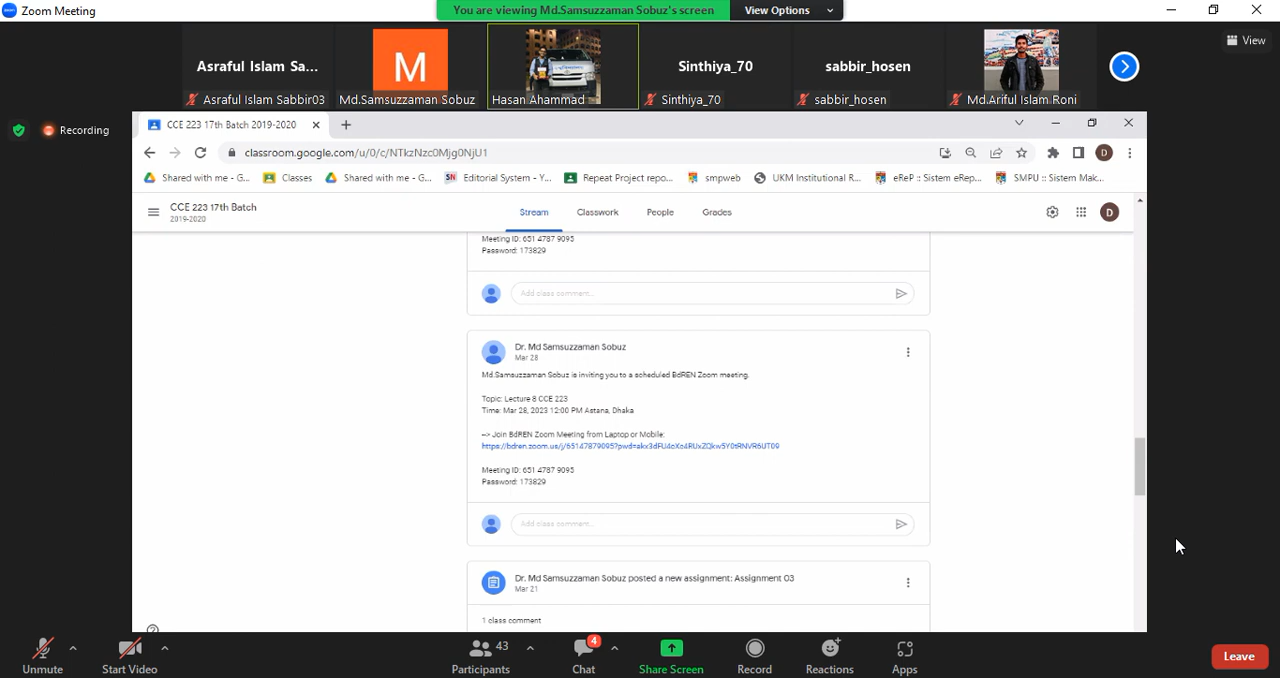 Zoom Meeting
You are viewing Md.Samsuzzaman Sobuz's screen
View Options
View
Asraful Islam Sa...
M
Sinthiya_70
sabbir_hosen
Asraful Islam Sabbir03
Md.Samsuzzaman Sobuz
Hasan Ahammad
Sinthiya_70
sabbir_hosen
Md.Ariful Islam Roni
Recording
CCE 223 17th Batch 2019-2020
classroom.google.com/u/0/c/NTkzNzc0Mjg0NjU1
D
Shared with me - G...
Classes
Shared with me - G...
SN Editorial System - Y...
Repeat Project repo...
smpweb
UKM Institutional R...
eReP :: Sistem eRep...
SMPU :: Sistem Mak...
CCE 223 17th Batch
2019-2020
Stream
Classwork
People
Grades
D
Meeting ID: 651 4787 9095
Password: 173829
Add class comment...
Dr. Md Samsuzzaman Sobuz
Mar 28
Md.Samsuzzaman Sobuz is inviting you to a scheduled BdREN Zoom meeting.
Topic: Lecture 8 CCE 223
Time: Mar 28, 2023 12:00 PM Astana, Dhaka
--> Join BdREN Zoom Meeting from Laptop or Mobile:
Meeting ID: 651 4787 9095
Password: 173829
Add class comment...
Dr. Md Samsuzzaman Sobuz posted a new assignment: Assignment 03
Mar 21
1 class comment
Unmute
Start Video
43
Participants
4
Chat
Share Screen
Record
Reactions
Apps
Leave